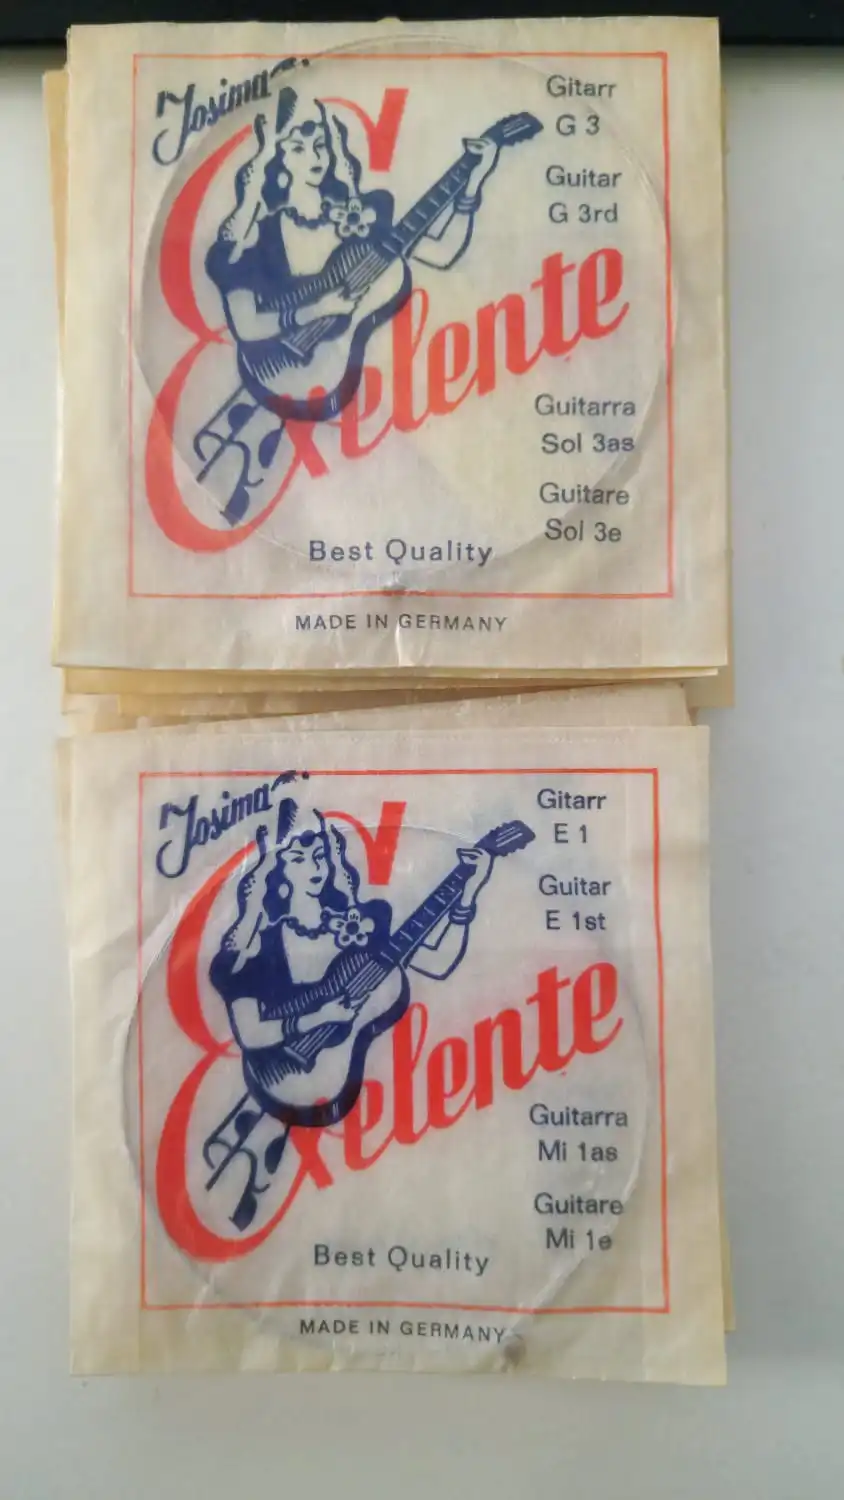 Josima
Gitarr
G 3
Guitar
G 3rd
Exelente
Guitarra
Sol 3as
Guitare
Sol 3e
Best Quality
MADE IN GERMANY
Josima
Gitarr
E 1
Guitar
E 1st
Exelente
Guitarra
Mi 1as
Guitare
Mi 1e
Best Quality
MADE IN GERMANY